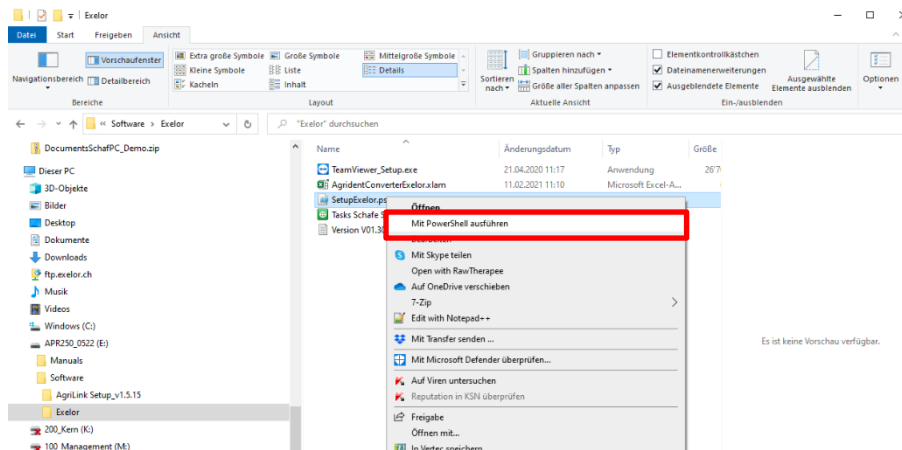 Exelor
Datei Start Freigeben Ansicht
Navigationsbereich
Vorschaufenster
Detailbereich
Bereiche
Extra große Symbole Große Symbole Mittelgroße Symbole
Kleine Symbole Liste Details
Kacheln Inhalt
Layout
Sortieren nach
Gruppieren nach
Spalten hinzufügen
Größe aller Spalten anpassen
Aktuelle Ansicht
Elementkontrollkästchen
Dateinamenerweiterungen
Ausgeblendete Elemente
Ausgewählte
Elemente ausblenden
Ein-/ausblenden
Optionen
« Software > Exelor
"Exelor" durchsuchen
DocumentsSchafPC_Demo.zip
Dieser PC
3D-Objekte
Bilder
Desktop
Dokumente
Downloads
ftp.exelor.ch
Musik
Videos
Windows (C:)
APR250_0522 (E:)
Manuals
Software
AgriLink Setup_v1.5.15
Exelor
200_Kern (K:)
100_Management (M:)
Name Änderungsdatum Typ Größe
TeamViewer_Setup.exe 21.04.2020 11:17 Anwendung
AgridentConverterExelor.xlam 11.02.2021 11:10 Microsoft Excel-A...
SetupExelor.ps
Tasks Schafe S
Version V01.30
Öffnen
Mit PowerShell ausführen
Bearbeiten
Mit Skype teilen
Open with RawTherapee
Auf OneDrive verschieben
7-Zip
Edit with Notepad++
Mit Transfer senden ...
Mit Microsoft Defender überprüfen...
Auf Viren untersuchen
Reputation in KSN überprüfen
Freigabe
Öffnen mit...
In Vertec speichern
Es ist keine Vorschau verfügbar.